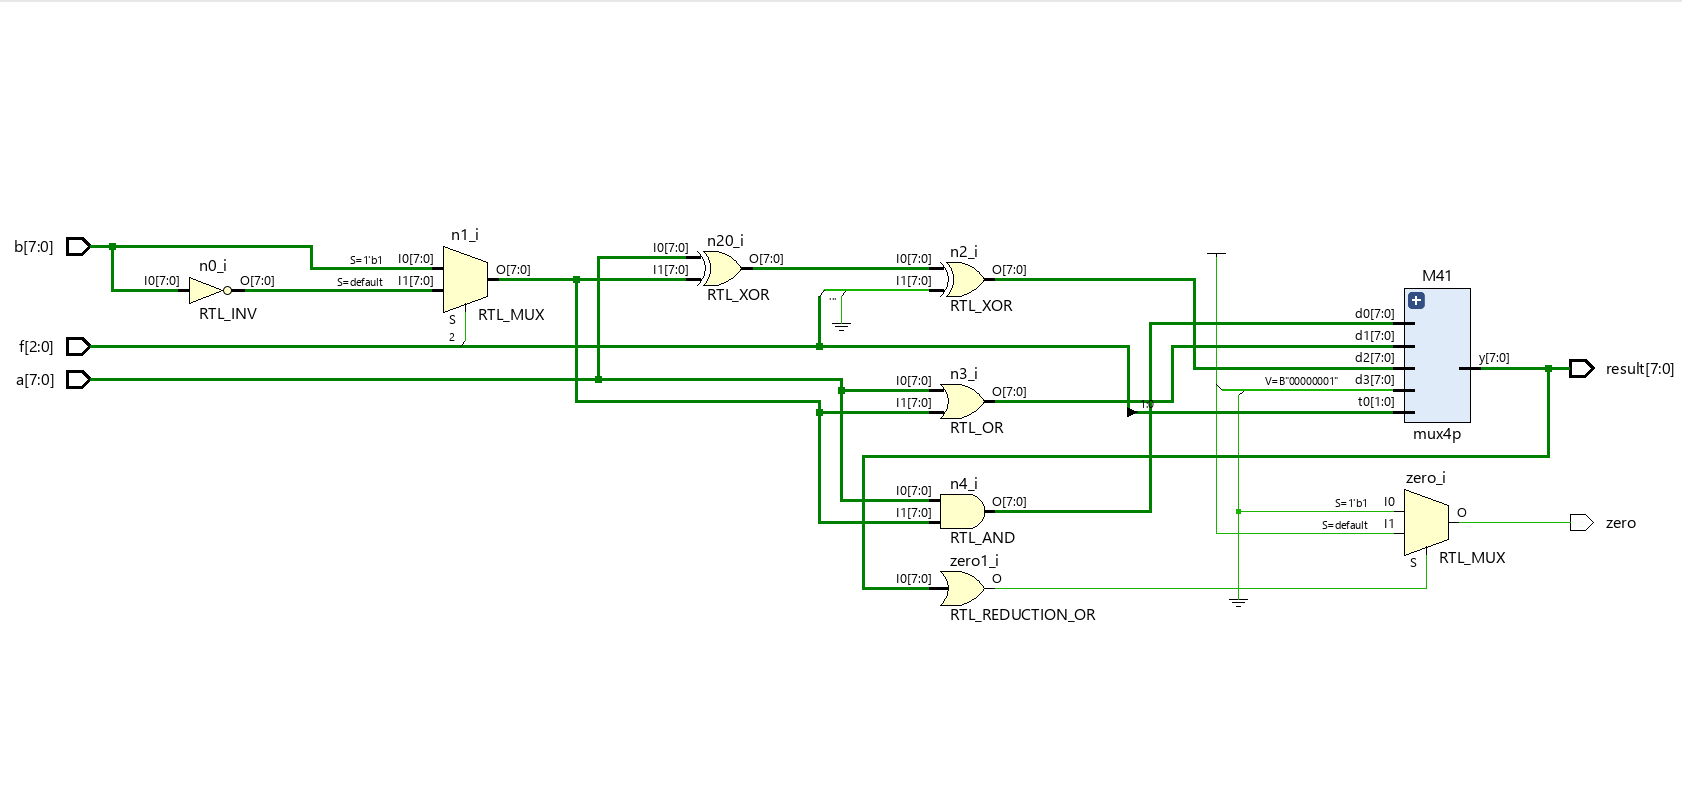 b[7:0]
I0[7:0]
n0_i
O[7:0]
RTL_INV
S=1'b1
I0[7:0]
S=default
I1[7:0]
n1_i
O[7:0]
S
2
RTL_MUX
f[2:0]
a[7:0]
I0[7:0]
I1[7:0]
n20_i
O[7:0]
RTL_XOR
I0[7:0]
I1[7:0]
...
n2_i
O[7:0]
RTL_XOR
I0[7:0]
I1[7:0]
n3_i
O[7:0]
RTL_OR
1:0
I0[7:0]
I1[7:0]
n4_i
O[7:0]
RTL_AND
I0[7:0]
zero1_i
O
RTL_REDUCTION_OR
M41
d0[7:0]
d1[7:0]
d2[7:0]
V=B"00000001"
d3[7:0]
t0[1:0]
y[7:0]
mux4p
result[7:0]
zero_i
S=1'b1
I0
S=default
I1
O
S
RTL_MUX
zero